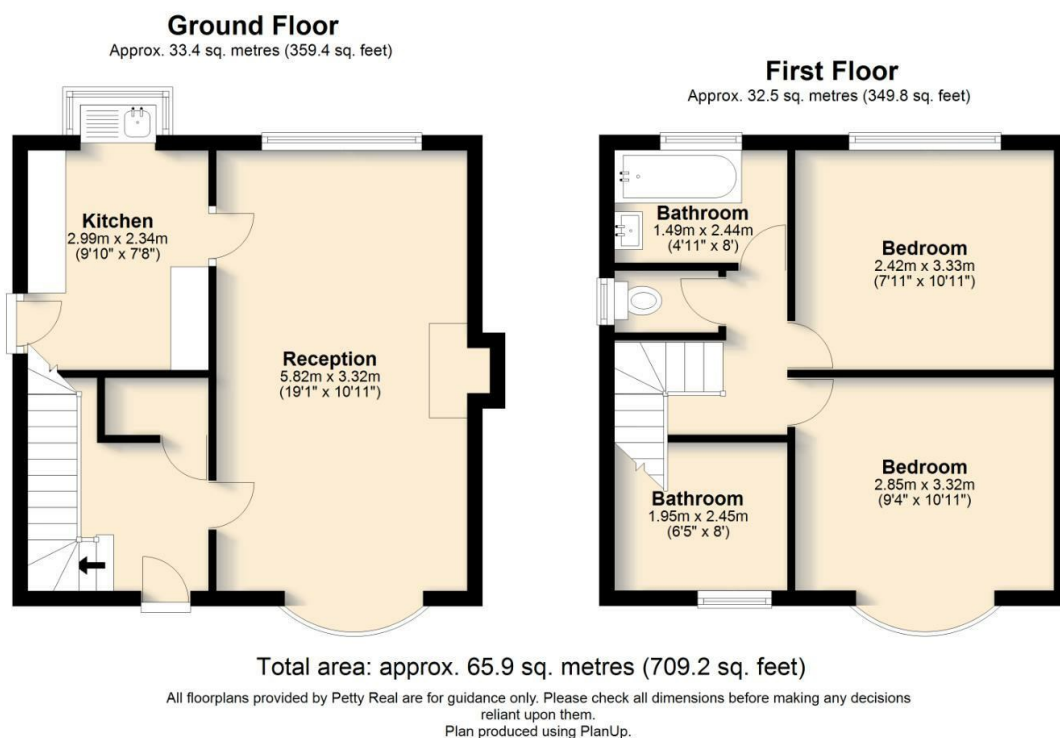 Ground Floor
Approx. 33.4 sq. metres (359.4 sq. feet)
Kitchen
2.99m x 2.34m
(9'10" x 7'8")
Reception
5.82m x 3.32m
(19'1" x 10'11")
First Floor
Approx. 32.5 sq. metres (349.8 sq. feet)
Bathroom
1.49m x 2.44m
(4'11" x 8')
Bedroom
2.42m x 3.33m
(7'11" x 10'11")
Bedroom
2.85m x 3.32m
(9'4" x 10'11")
Bathroom
1.95m x 2.45m
(6'5" x 8')
Total area: approx. 65.9 sq. metres (709.2 sq. feet)
All floorplans provided by Petty Real are for guidance only. Please check all dimensions before making any decisions
reliant upon them.
Plan produced using PlanUp.